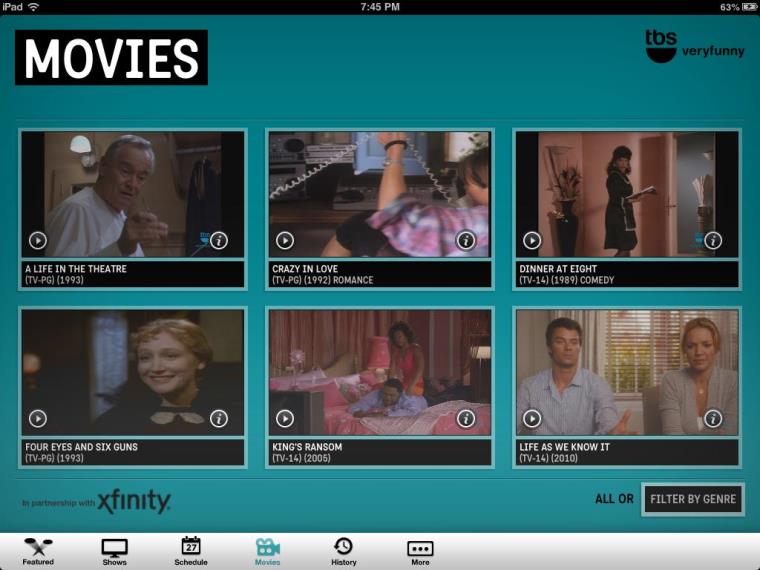 iPad 7:45 PM 63%
MOVIES
tbs veryfunny
A LIFE IN THE THEATRE
(TV-PG) (1993)
CRAZY IN LOVE
(TV-PG) (1992) ROMANCE
DINNER AT EIGHT
(TV-14) (1989) COMEDY
FOUR EYES AND SIX GUNS
(TV-PG) (1993)
KING'S RANSOM
(TV-14) (2005)
LIFE AS WE KNOW IT
(TV-14) (2010)
In partnership with xfinity.
ALL OR FILTER BY GENRE
27
Featured Shows Schedule Movies History More